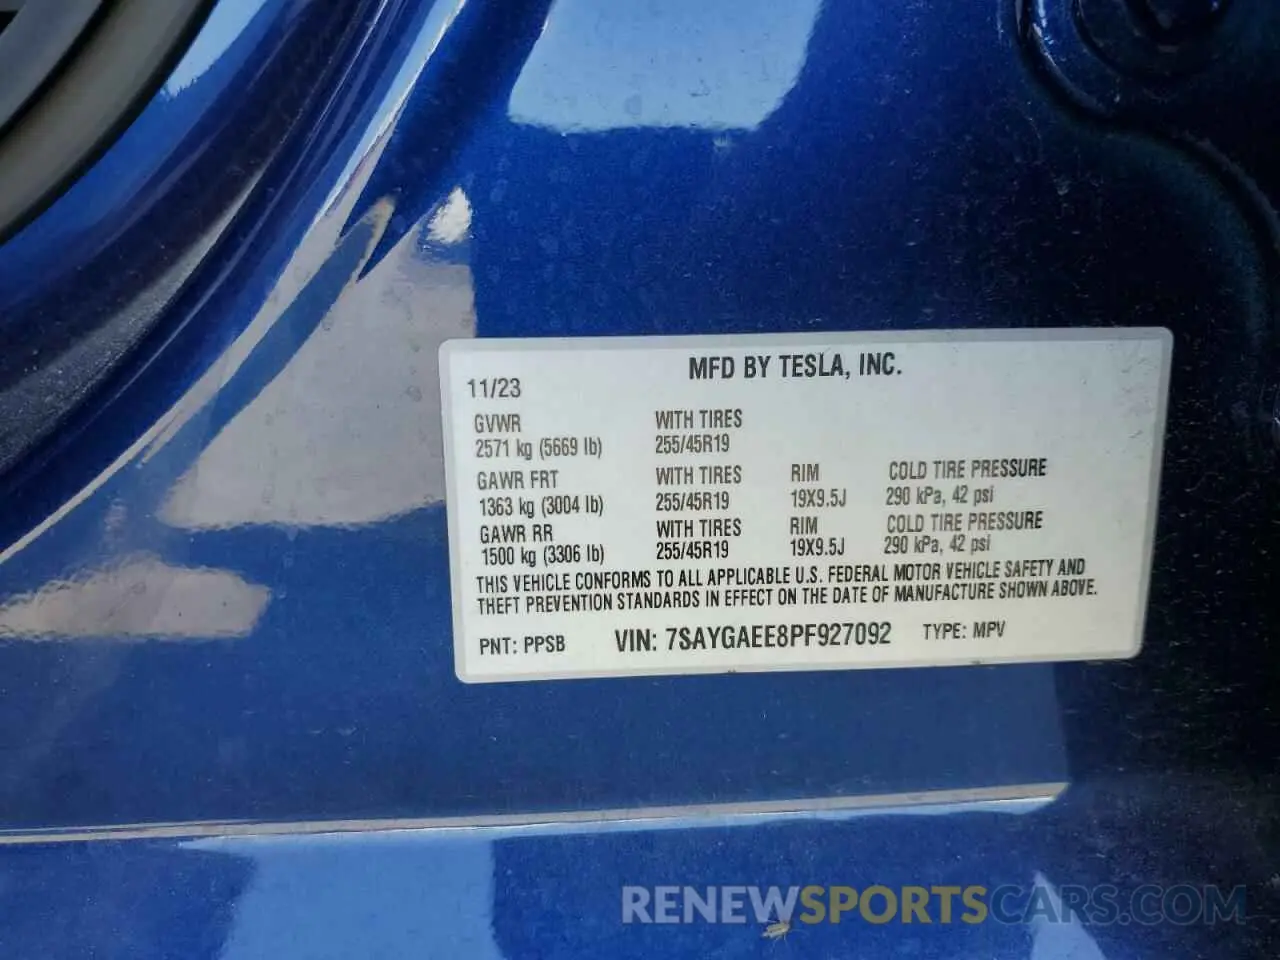 MFD BY TESLA, INC.
11/23
GVWR WITH TIRES
2571 kg (5669 lb) 255/45R19
GAWR FRT WITH TIRES RIM COLD TIRE PRESSURE
1363 kg (3004 lb) 255/45R19 19X9.5J 290 kPa, 42 psi
GAWR RR WITH TIRES RIM COLD TIRE PRESSURE
1500 kg (3306 lb) 255/45R19 19X9.5J 290 kPa, 42 psi
THIS VEHICLE CONFORMS TO ALL APPLICABLE U.S. FEDERAL MOTOR VEHICLE SAFETY AND
THEFT PREVENTION STANDARDS IN EFFECT ON THE DATE OF MANUFACTURE SHOWN ABOVE.
PNT: PPSB VIN: 7SAYGAEE8PF927092 TYPE: MPV
RENEWSPORTSCARS.COM